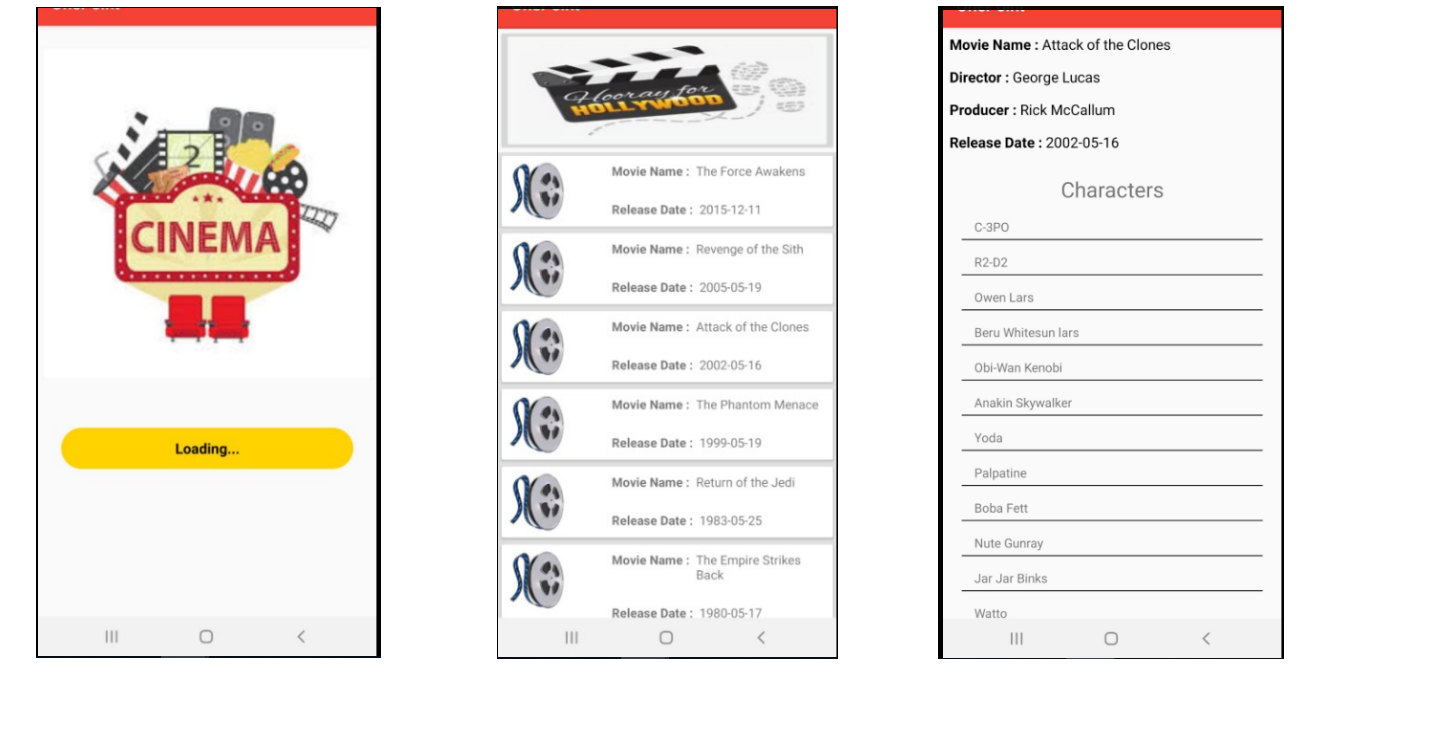 2
CINEMA
Loading...
Hooray for
HOLLYWOOD
Movie Name : The Force Awakens
Release Date : 2015-12-11
Movie Name : Revenge of the Sith
Release Date : 2005-05-19
Movie Name : Attack of the Clones
Release Date : 2002-05-16
Movie Name : The Phantom Menace
Release Date : 1999-05-19
Movie Name : Return of the Jedi
Release Date : 1983-05-25
Movie Name : The Empire Strikes
Back
Release Date : 1980-05-17
Movie Name : Attack of the Clones
Director : George Lucas
Producer : Rick McCallum
Release Date : 2002-05-16
Characters
C-3PO
R2-D2
Owen Lars
Beru Whitesun lars
Obi-Wan Kenobi
Anakin Skywalker
Yoda
Palpatine
Boba Fett
Nute Gunray
Jar Jar Binks
Watto